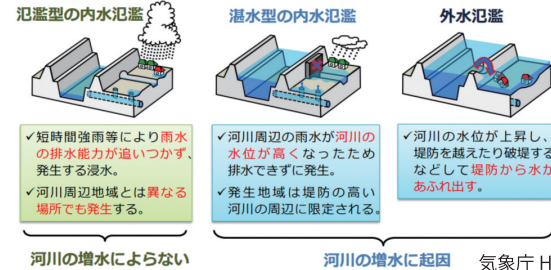 氾濫型の内水氾濫
湛水型の内水氾濫
外水氾濫
✓短時間強雨等により雨水
の排水能力が追いつかず、
発生する浸水。
✓河川周辺地域とは異なる
場所でも発生する。
✓河川周辺の雨水が河川の
水位が高くなったため
排水できずに発生。
✓発生地域は堤防の高い
河川の周辺に限定される。
✓河川の水位が上昇し、
堤防を越えたり破堤する
などして堤防から水が
あふれ出す。
河川の増水によらない
河川の増水に起因
気象庁 H